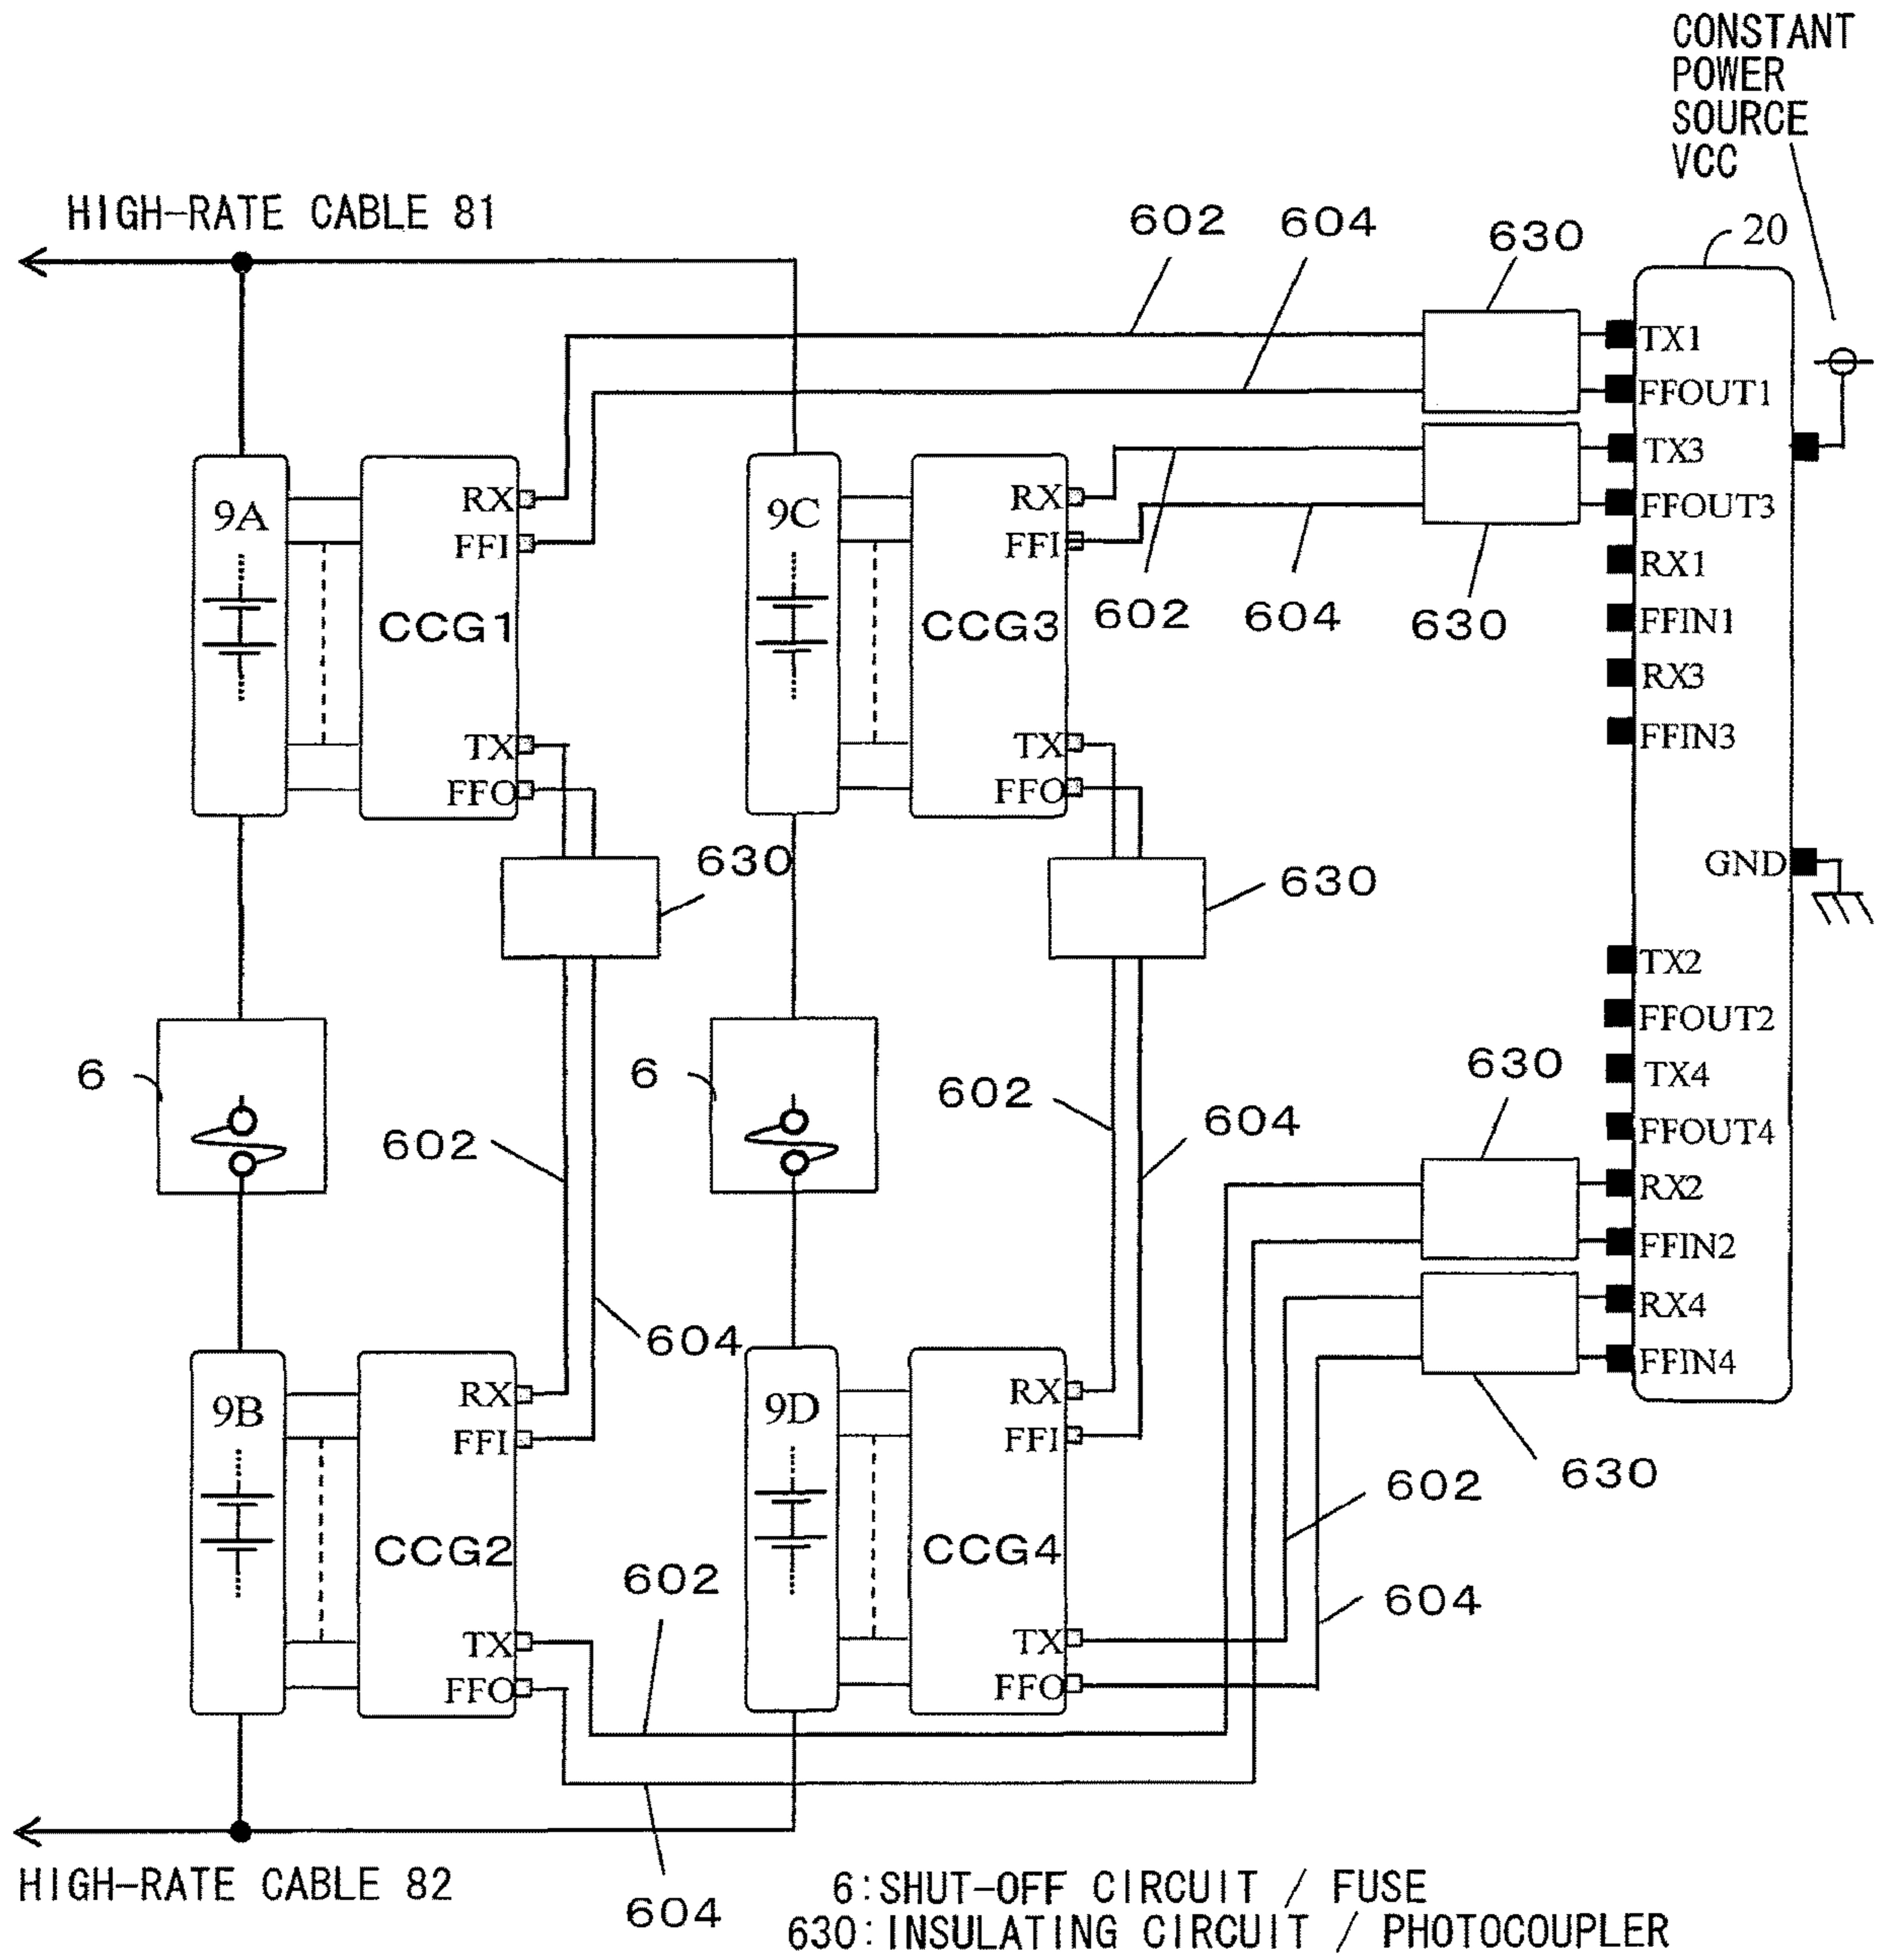 CONSTANT
POWER
SOURCE
VCC
HIGH-RATE CABLE 81
602
604
630
20
TX1
FFOUT1
TX3
FFOUT3
RX1
FFIN1
RX3
FFIN3
GND
TX2
FFOUT2
TX4
FFOUT4
RX2
FFIN2
RX4
FFIN4
9A
RX
FFI
CCG1
TX
FFO
9C
RX
FFI
CCG3
TX
FFO
602
604
630
630
630
6
6
602
604
602
604
630
9B
RX
FFI
CCG2
TX
FFO
9D
RX
FFI
CCG4
TX
FFO
630
602
604
602
604
HIGH-RATE CABLE 82
6:SHUT-OFF CIRCUIT / FUSE
630:INSULATING CIRCUIT / PHOTOCOUPLER